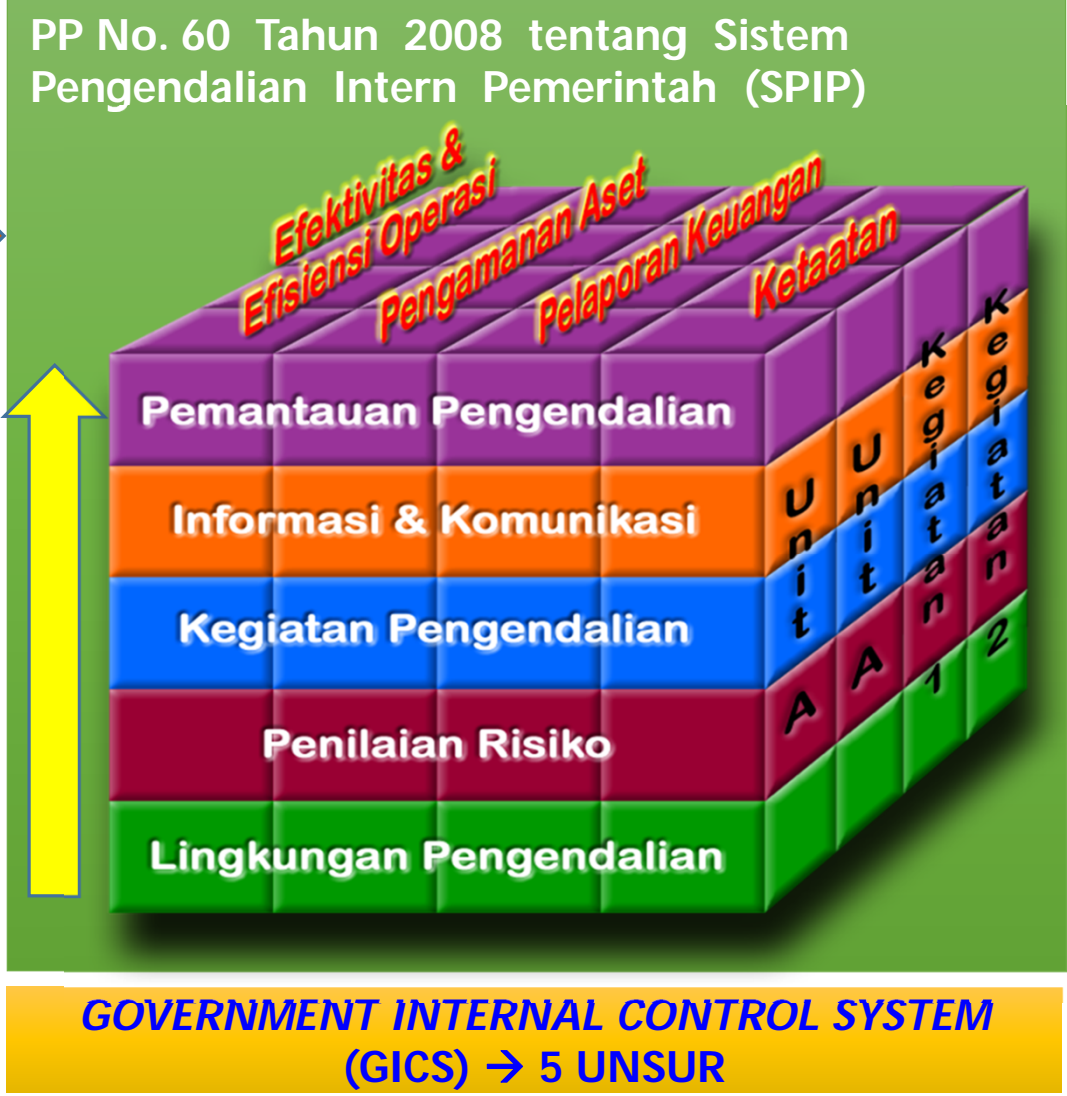 PP No. 60 Tahun 2008 tentang Sistem
Pengendalian Intern Pemerintah (SPIP)
Efektivitas &
Efisiensi Operasi
Pengamanan Aset
Pelaporan Keuangan
Ketaatan
Pemantauan Pengendalian
Informasi & Komunikasi
Kegiatan Pengendalian
Penilaian Risiko
Lingkungan Pengendalian
Unit A
Unit A
Kegiatan 1
Kegiatan 2
GOVERNMENT INTERNAL CONTROL SYSTEM
(GICS) → 5 UNSUR